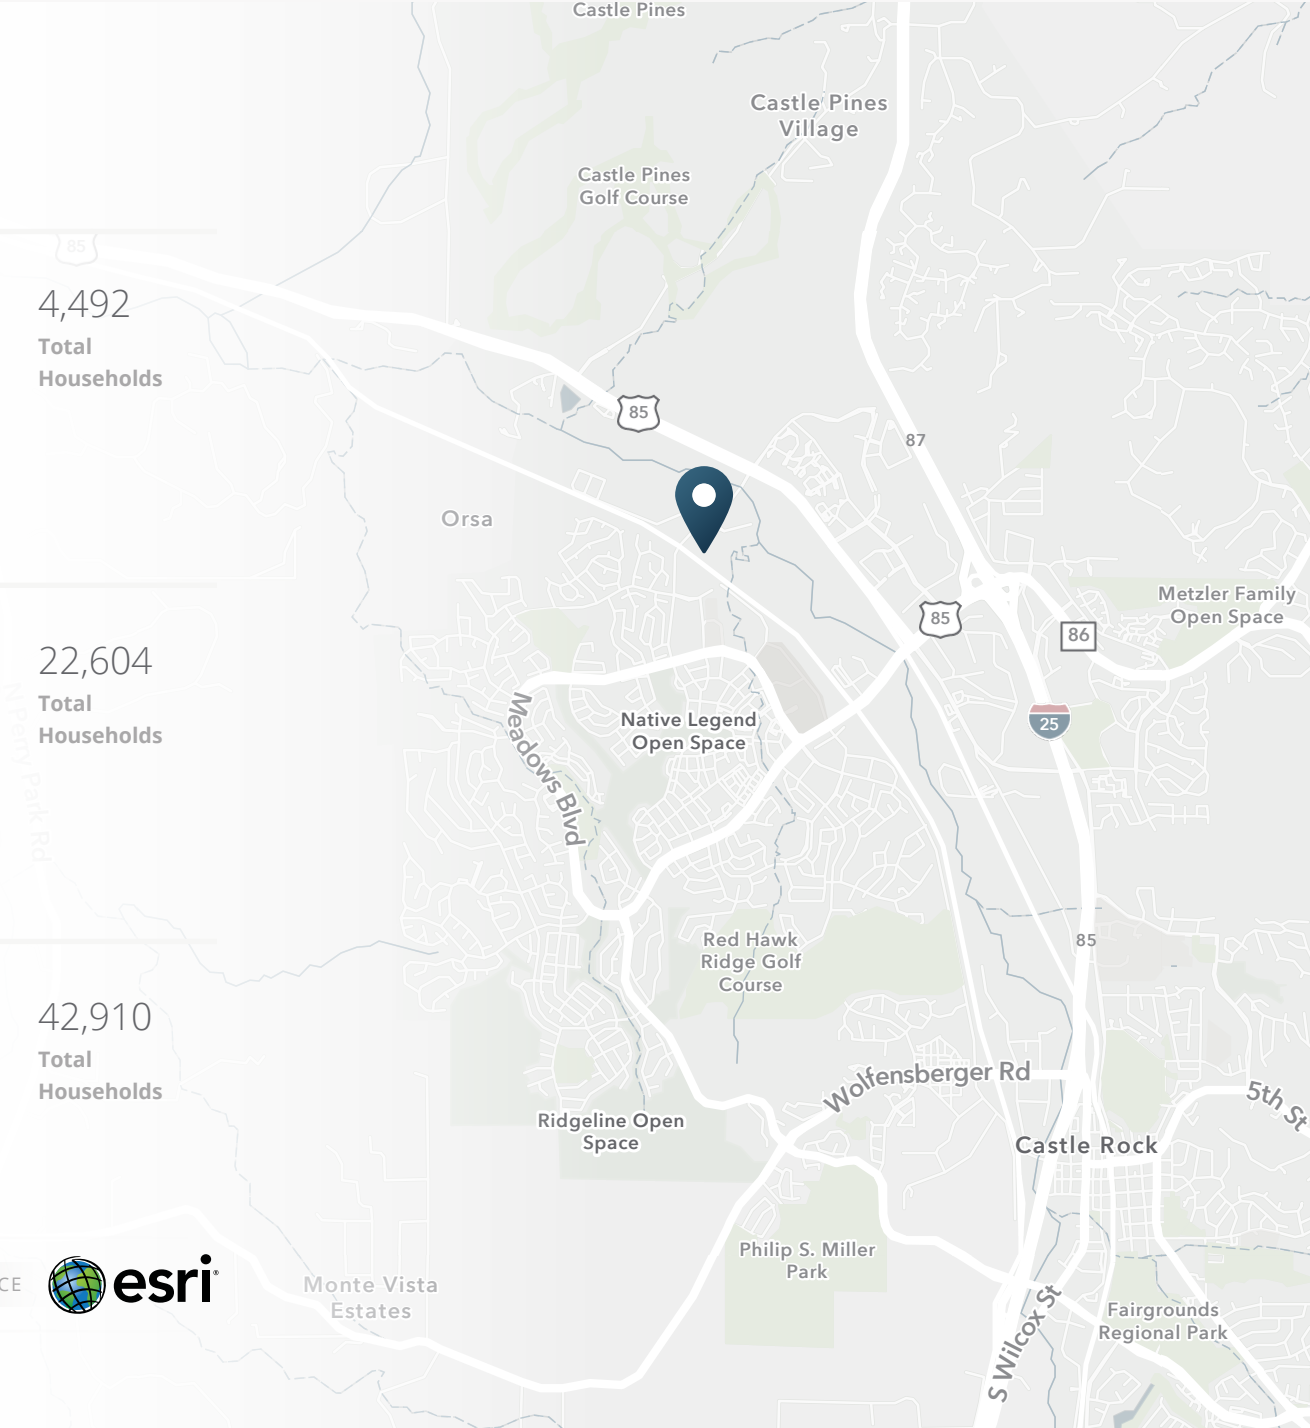 Castle Pines
Castle Pines
Village
Castle Pines
Golf Course
85
4,492
Total
Households
85
87
Orsa
Metzler Family
Open Space
85
86
22,604
Total
Households
N Perry Park Rd
Meadows Blvd
Native Legend
Open Space
25
Red Hawk
Ridge Golf
Course
85
42,910
Total
Households
Wolfensberger Rd
5th St
Ridgeline Open
Space
Castle Rock
Philip S. Miller
Park
CE
esri®
Monte Vista
Estates
S Wilcox St
Fairgrounds
Regional Park